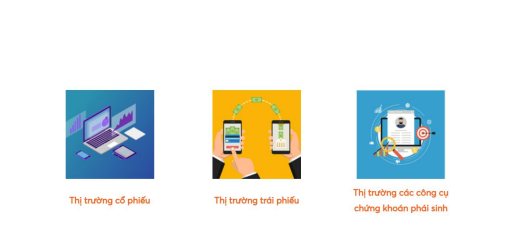 Thị trường cổ phiếu
Thị trường trái phiếu
Thị trường các công cụ
chứng khoán phái sinh